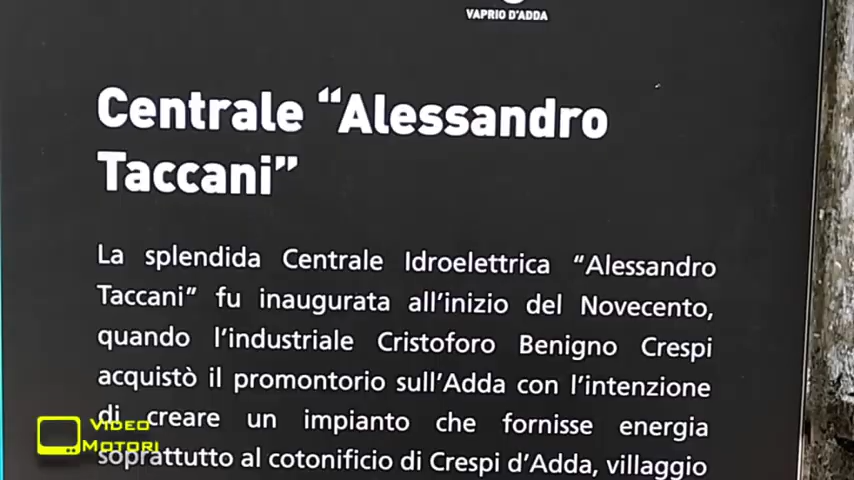 VAPRIO D'ADDA
Centrale “Alessandro
Taccani”
La splendida Centrale Idroelettrica “Alessandro
Taccani” fu inaugurata all’inizio del Novecento,
quando l’industriale Cristoforo Benigno Crespi
acquistò il promontorio sull’Adda con l’intenzione
di creare un impianto che fornisse energia
soprattutto al cotonificio di Crespi d’Adda, villaggio
VIDEO
MOTORI